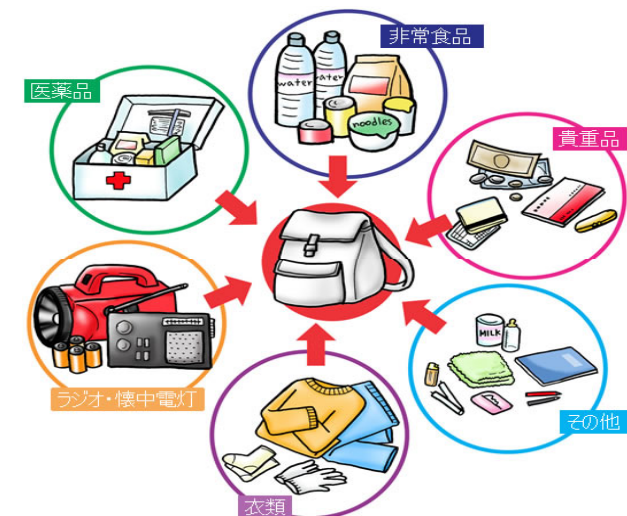 非常食品
water
water
noodles
医薬品
貴重品
ラジオ・懐中電灯
MILK
その他
衣類